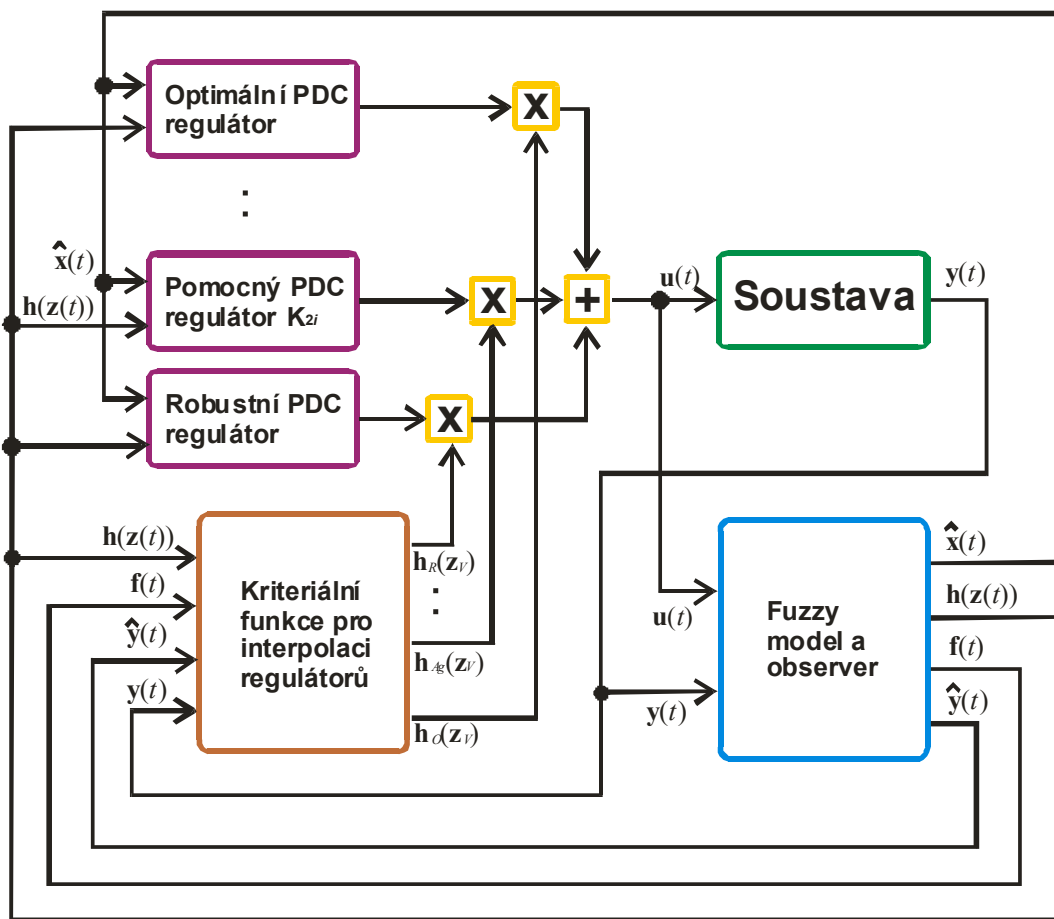 Optimální PDC
regulátor
X
:
x̂(t)
h(z(t))
Pomocný PDC
regulátor K2i
X
+
u(t)
Soustava
y(t)
Robustní PDC
regulátor
X
h(z(t))
f(t)
ŷ(t)
y(t)
Kriteriální
funkce pro
interpolaci
regulátorů
hR(zV)
:
hAg(zV)
hO(zV)
u(t)
y(t)
Fuzzy
model a
observer
x̂(t)
h(z(t))
f(t)
ŷ(t)